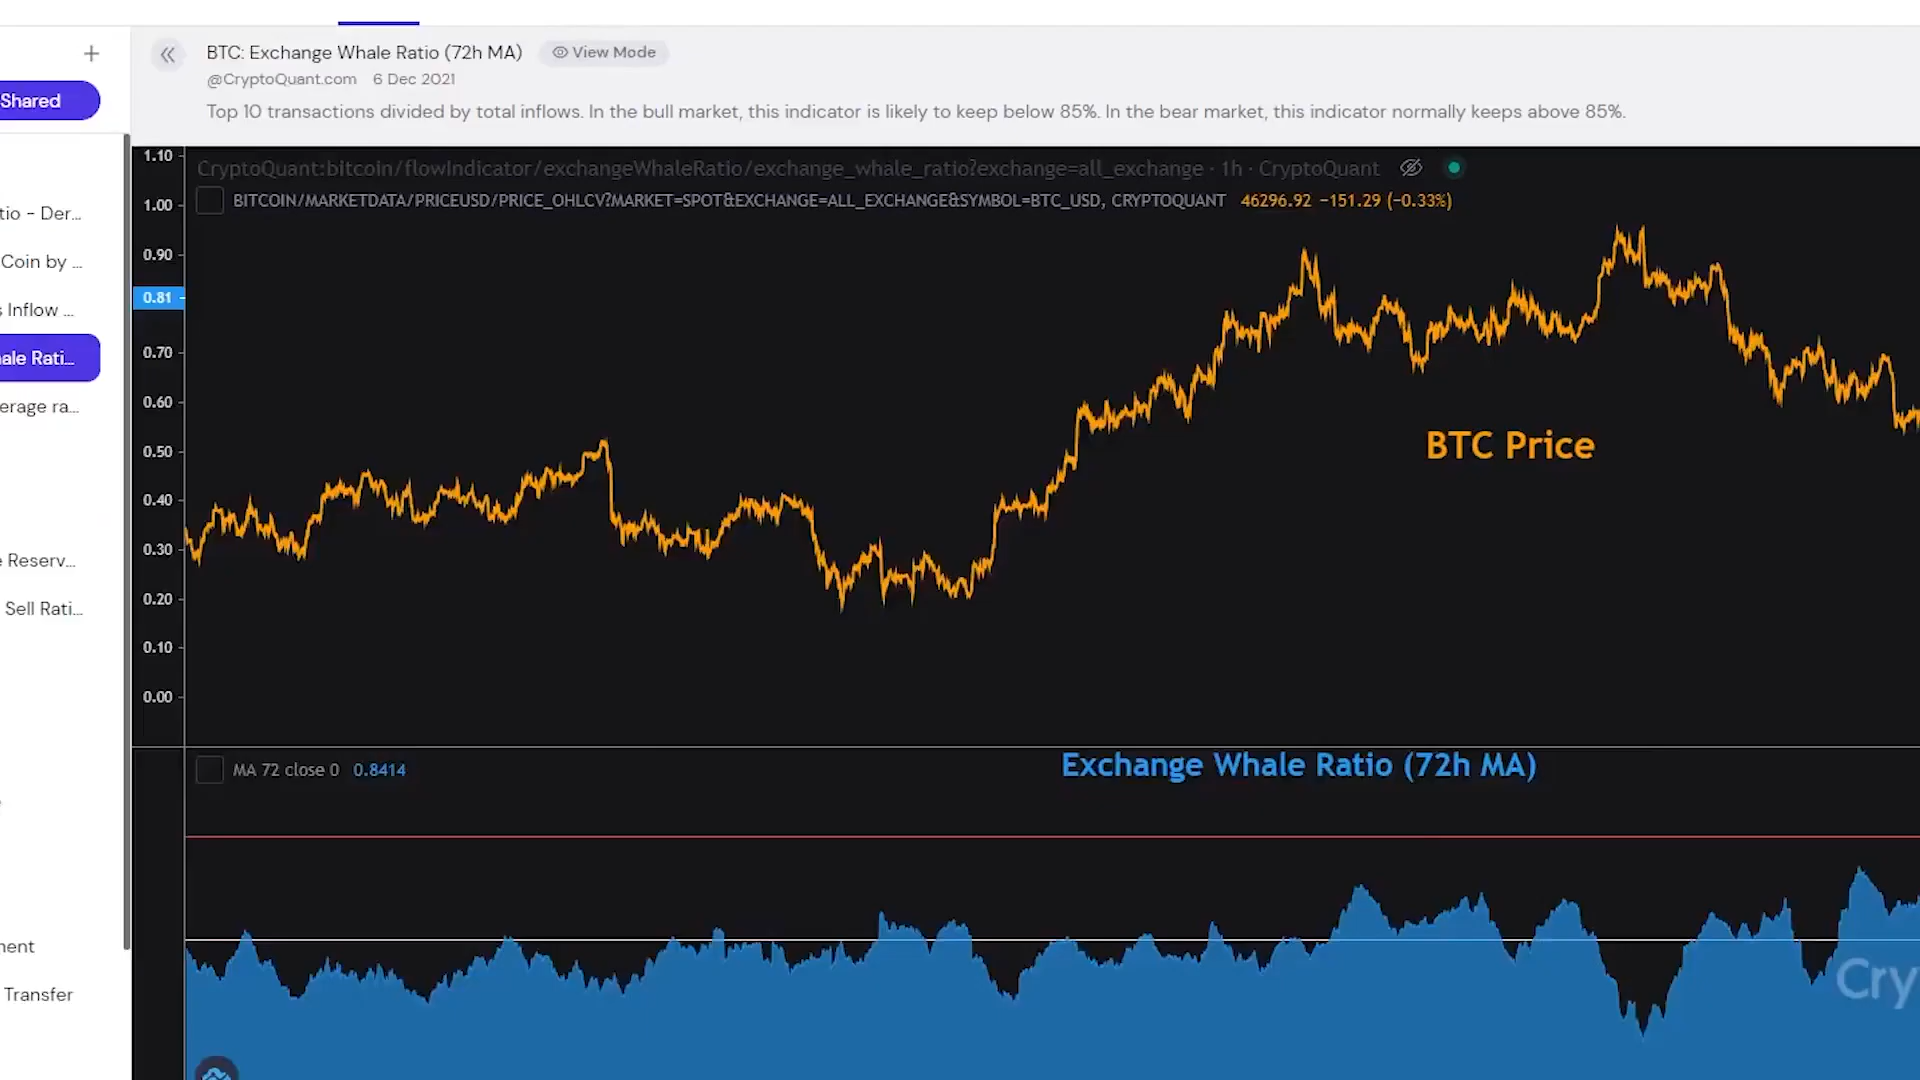 Shared
tio - Der...
Coin by ...
s Inflow ...
ale Rati...
erage ra...
e Reserv...
Sell Rati...
nent
Transfer
BTC: Exchange Whale Ratio (72h MA)
View Mode
@CryptoQuant.com 6 Dec 2021
Top 10 transactions divided by total inflows. In the bull market, this indicator is likely to keep below 85%. In the bear market, this indicator normally keeps above 85%.
CryptoQuant:bitcoin/flowIndicator/exchangeWhaleRatio/exchange_whale_ratio?exchange=all_exchange · 1h · CryptoQuant
BITCOIN/MARKETDATA/PRICEUSD/PRICE_OHLCV?MARKET=SPOT&EXCHANGE=ALL_EXCHANGE&SYMBOL=BTC_USD, CRYPTOQUANT 46296.92 −151.29 (−0.33%)
1.10
1.00
0.90
0.81
0.70
0.60
0.50
0.40
0.30
0.20
0.10
0.00
BTC Price
MA 72 close 0 0.8414
Exchange Whale Ratio (72h MA)
Cry